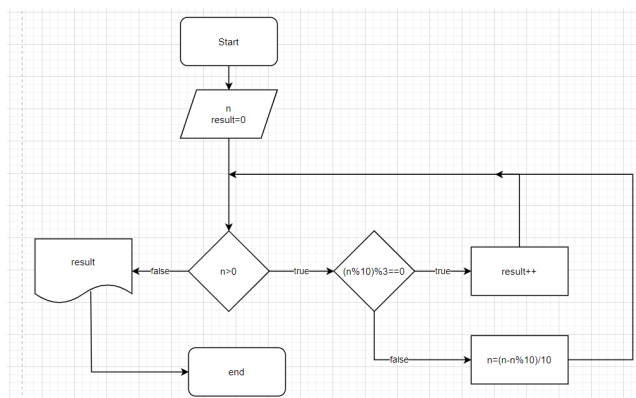 Start
n
result=0
result
false
n>0
true
(n%10)%3==0
true
result++
false
n=(n-n%10)/10
end